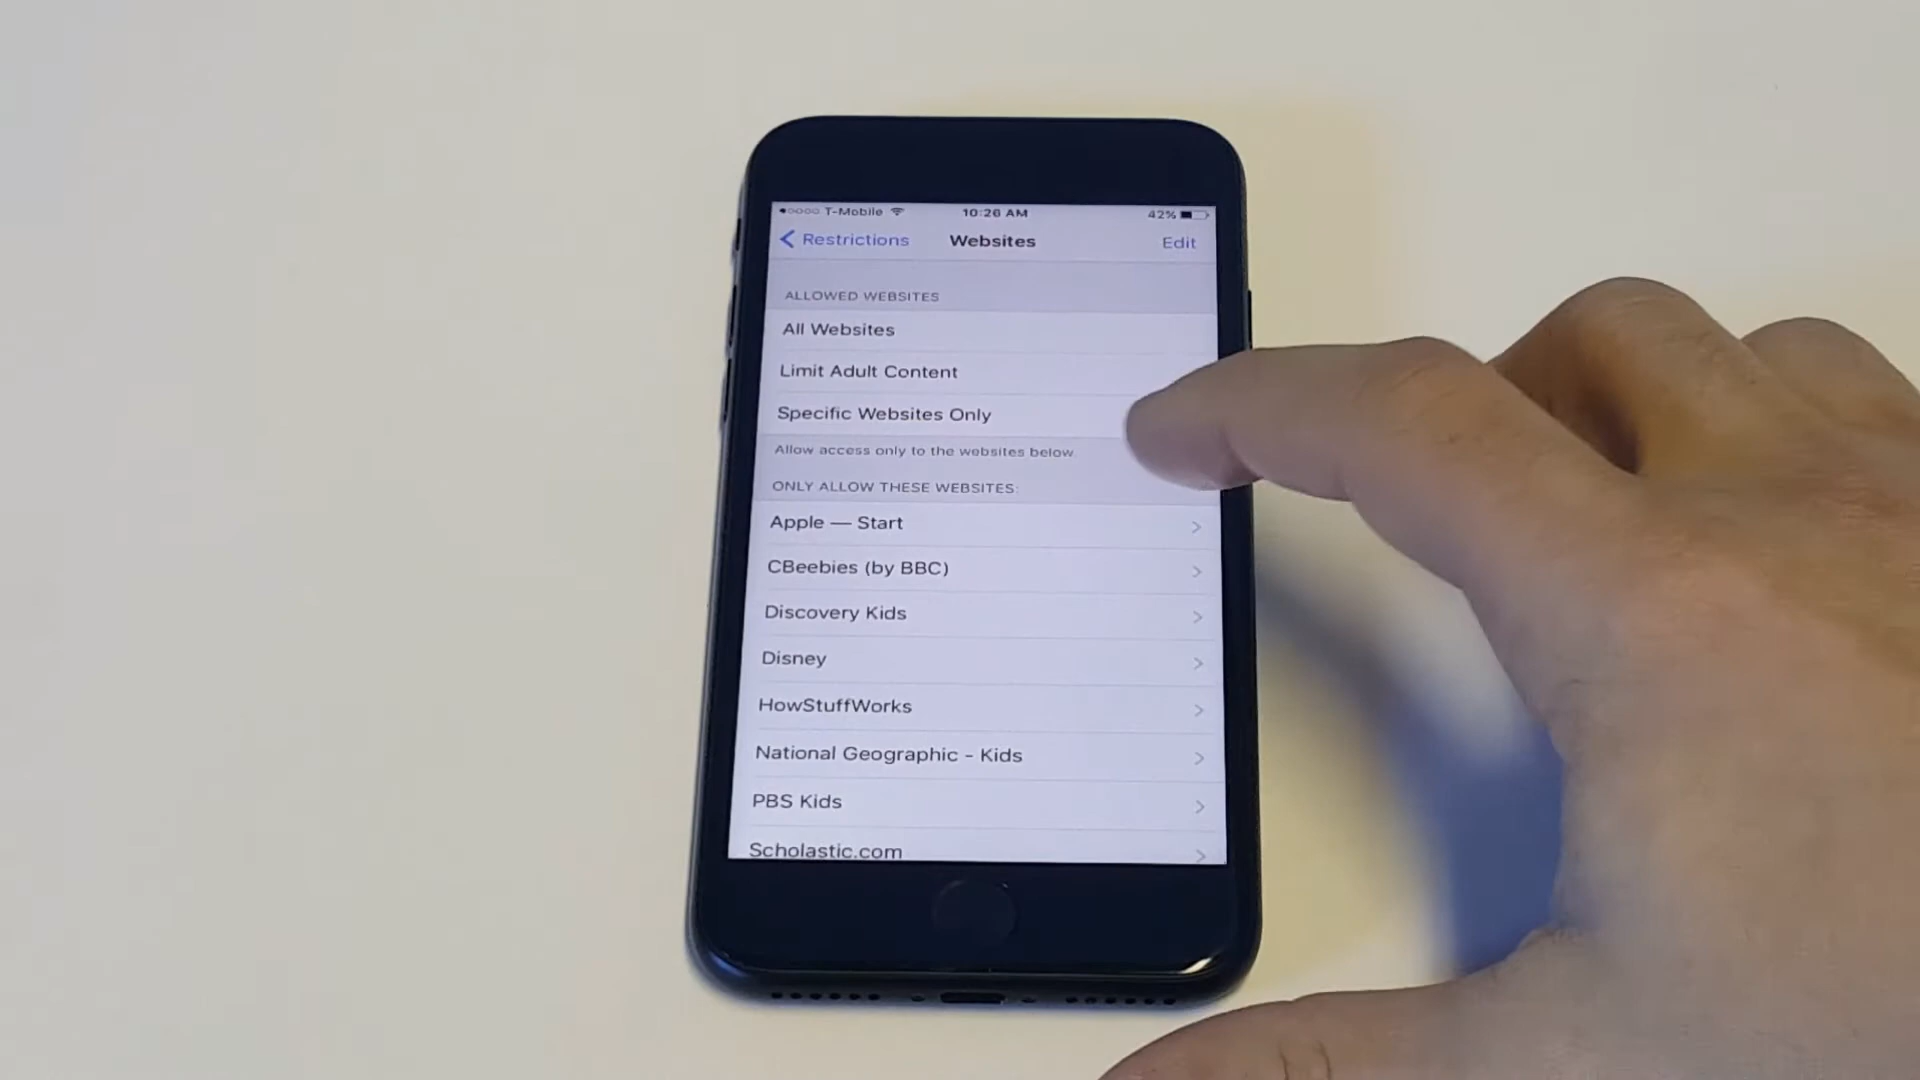 T-Mobile 10:26 AM 42%
Restrictions Websites Edit
ALLOWED WEBSITES
All Websites
Limit Adult Content
Specific Websites Only
Allow access only to the websites below.
ONLY ALLOW THESE WEBSITES:
Apple — Start
CBeebies (by BBC)
Discovery Kids
Disney
HowStuffWorks
National Geographic - Kids
PBS Kids
Scholastic.com